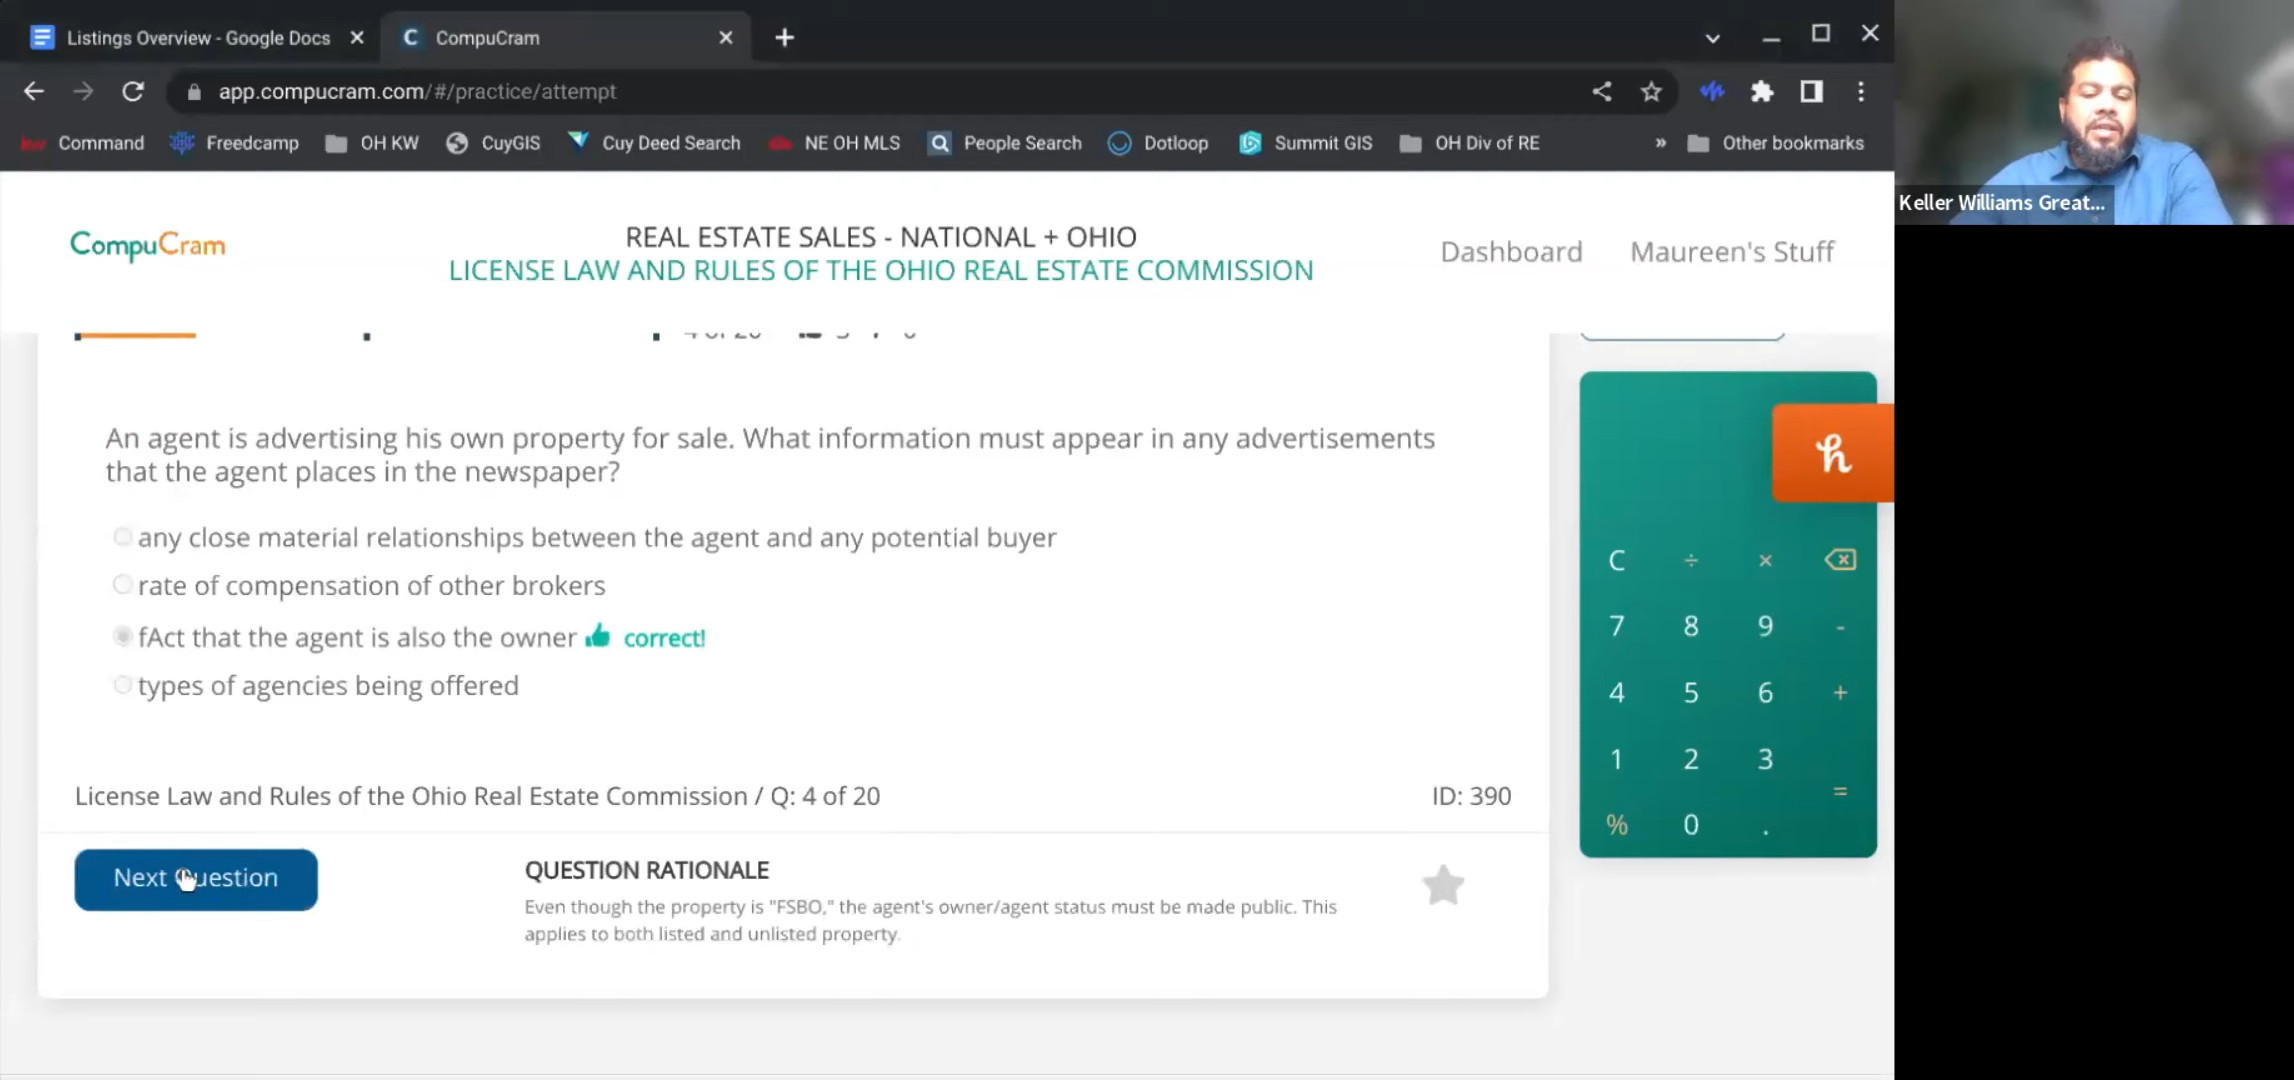 Listings Overview - Google Docs
CompuCram
app.compucram.com/#/practice/attempt
Command
Freedcamp
OH KW
CuyGIS
Cuy Deed Search
NE OH MLS
People Search
Dotloop
Summit GIS
OH Div of RE
»
Other bookmarks
Keller Williams Great...
CompuCram
REAL ESTATE SALES - NATIONAL + OHIO
LICENSE LAW AND RULES OF THE OHIO REAL ESTATE COMMISSION
Dashboard
Maureen's Stuff
An agent is advertising his own property for sale. What information must appear in any advertisements
that the agent places in the newspaper?
any close material relationships between the agent and any potential buyer
rate of compensation of other brokers
fAct that the agent is also the owner correct!
types of agencies being offered
License Law and Rules of the Ohio Real Estate Commission / Q: 4 of 20
ID: 390
Next Question
QUESTION RATIONALE
Even though the property is "FSBO," the agent's owner/agent status must be made public. This
applies to both listed and unlisted property.
h
C ÷ ×
7 8 9 -
4 5 6 +
1 2 3
=
% 0 .